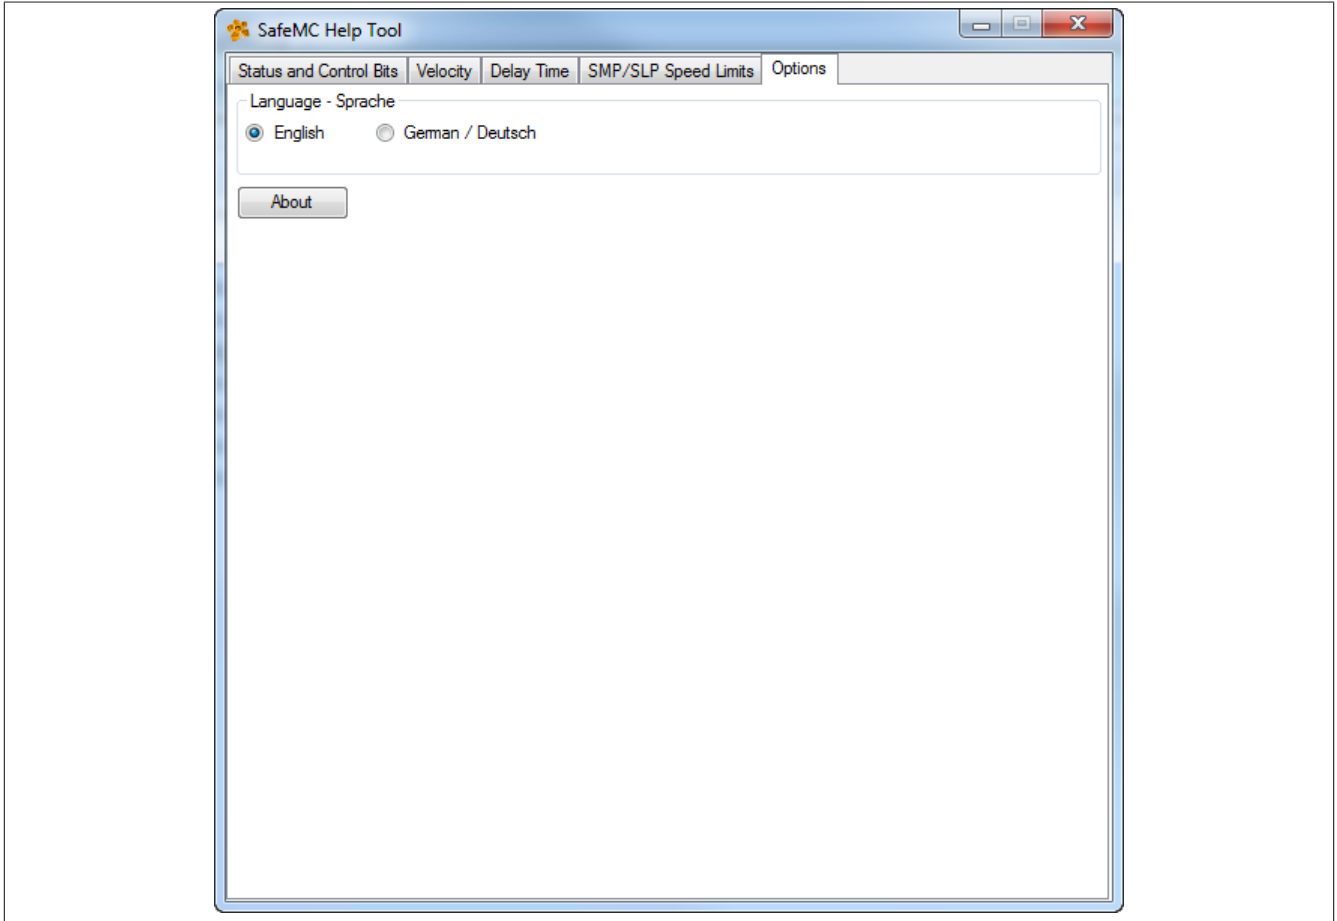 SafeMC Help Tool
Status and Control Bits Velocity Delay Time SMP/SLP Speed Limits Options
Language - Sprache
English German / Deutsch
About